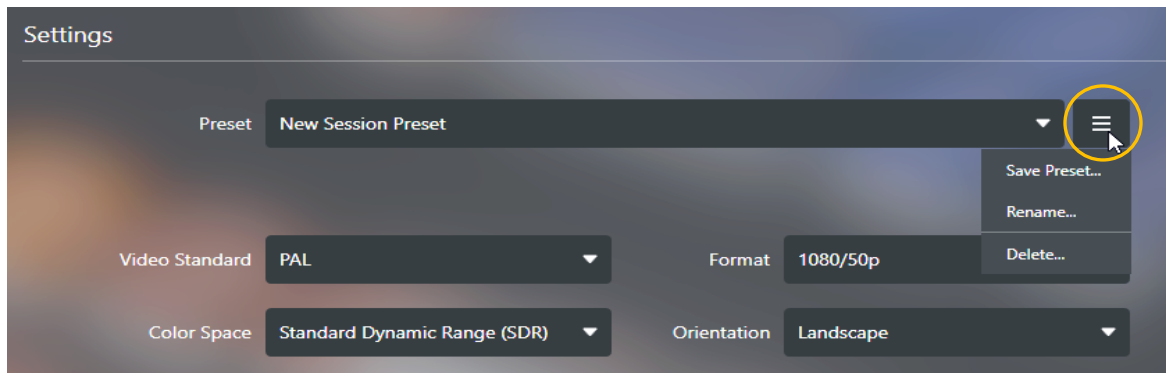 Settings
Preset New Session Preset
Save Preset...
Rename...
Video Standard PAL Format 1080/50p
Delete...
Color Space Standard Dynamic Range (SDR) Orientation Landscape